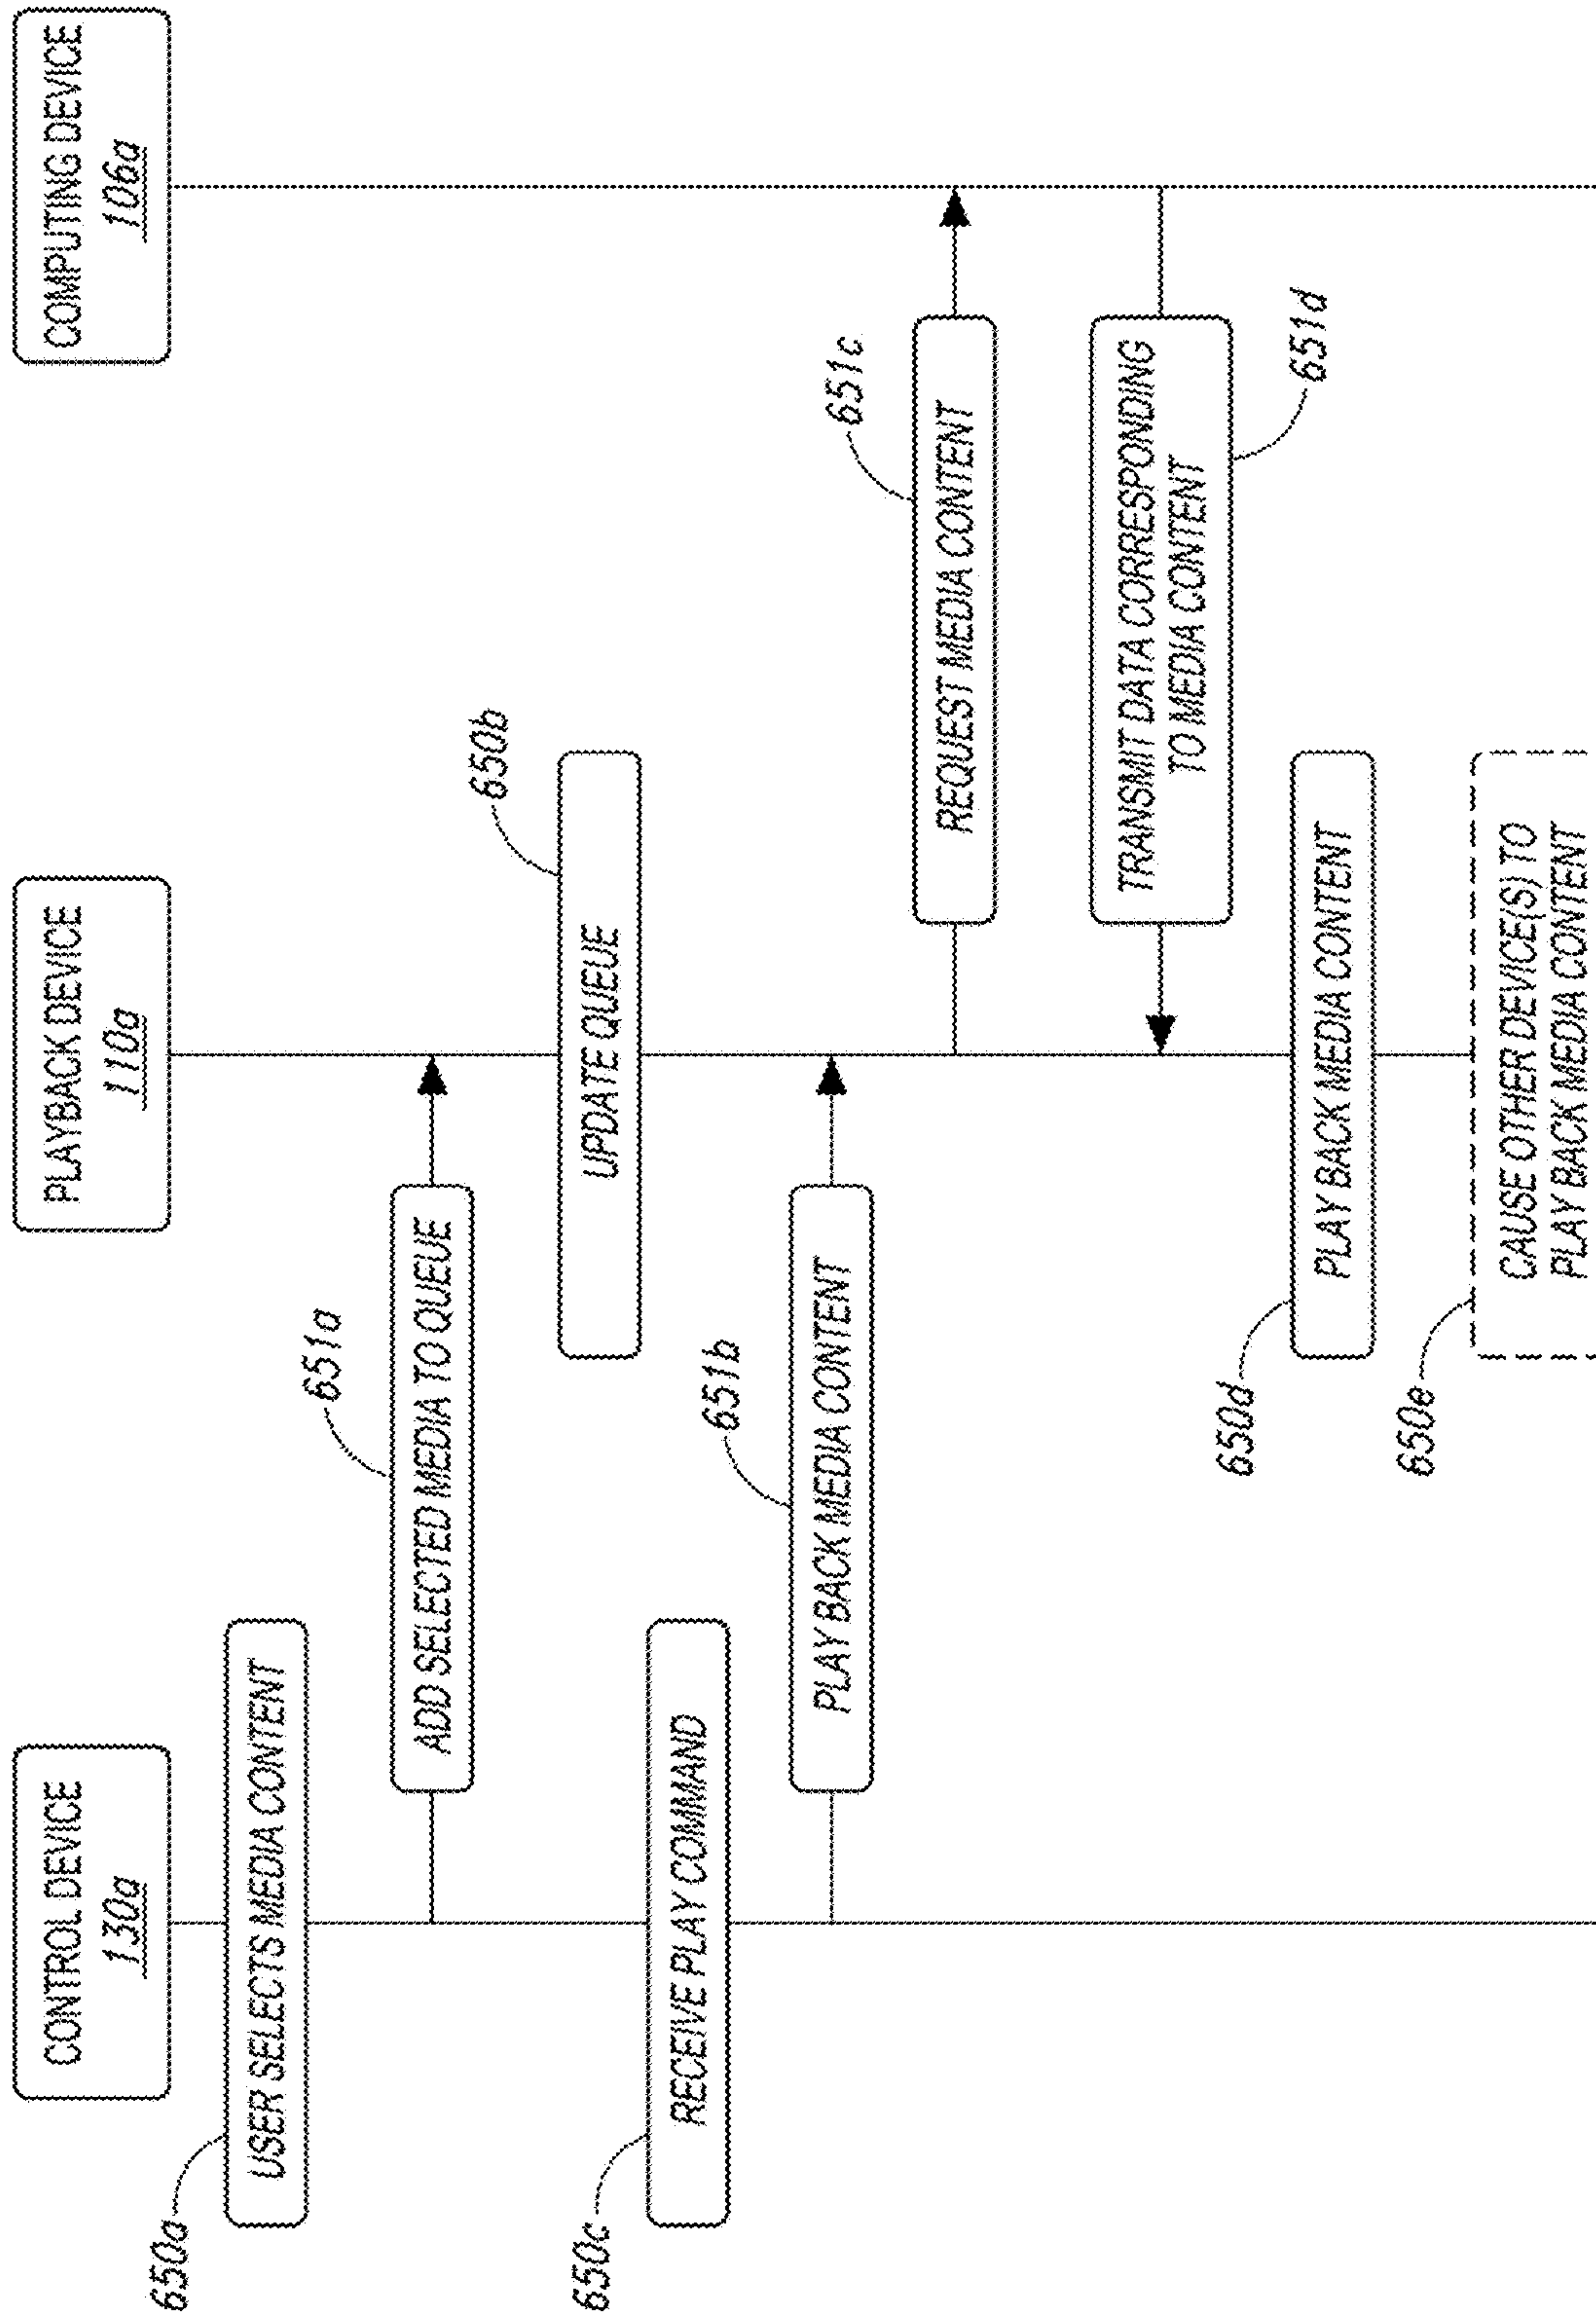 CONTROL DEVICE
130a
PLAYBACK DEVICE
110a
COMPUTING DEVICE
106a
650a
USER SELECTS MEDIA CONTENT
651a
ADD SELECTED MEDIA TO QUEUE
650b
UPDATE QUEUE
650c
RECEIVE PLAY COMMAND
651b
PLAY BACK MEDIA CONTENT
651c
REQUEST MEDIA CONTENT
TRANSMIT DATA CORRESPONDING
TO MEDIA CONTENT
651d
650d
PLAY BACK MEDIA CONTENT
650e
CAUSE OTHER DEVICE(S) TO
PLAY BACK MEDIA CONTENT